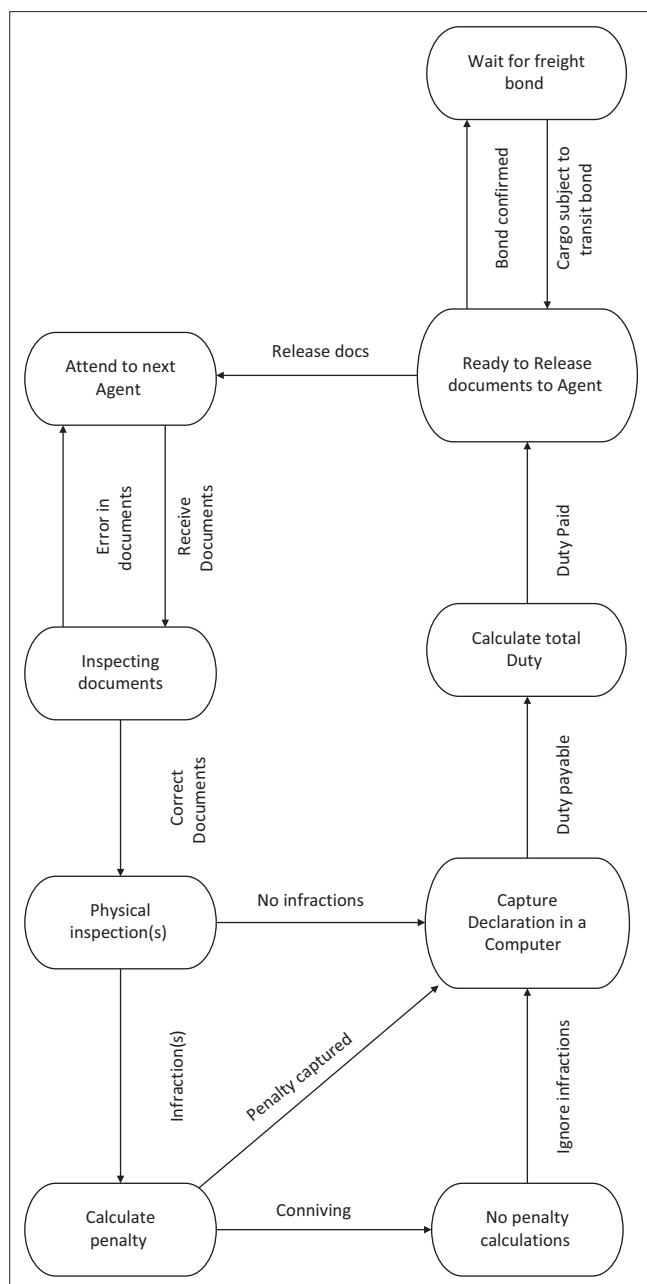 Wait for freight
bond
Bond confirmed
Cargo subject to
transit bond
Attend to next
Agent
Release docs
Ready to Release
documents to Agent
Error in
documents
Receive
Documents
Duty Paid
Inspecting
documents
Calculate total
Duty
Correct
Documents
Duty payable
Physical
inspection(s)
No infractions
Capture
Declaration in a
Computer
Infraction(s)
Penalty captured
Ignore infractions
Calculate
penalty
Conniving
No penalty
calculations